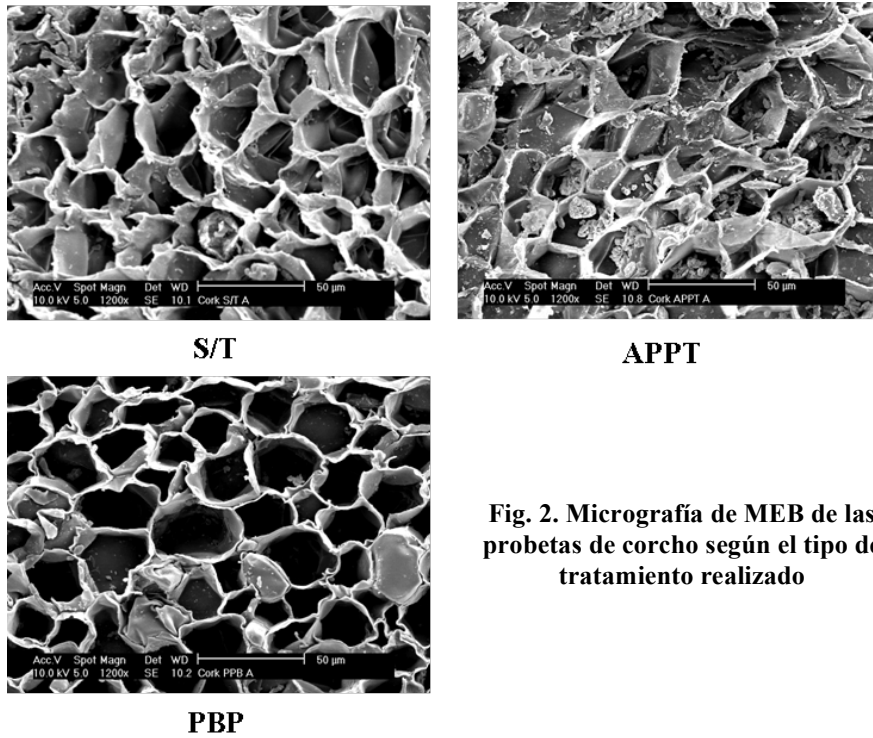 Acc.V Spot Magn Det WD 50 µm
10.0 kV 5.0 1200x SE 10.1 Cork S/T A
Acc.V Spot Magn Det WD 50 µm
10.0 kV 5.0 1200x SE 10.8 Cork APPT A
S/T
APPT
Acc.V Spot Magn Det WD 50 µm
10.0 kV 5.0 1200x SE 10.2 Cork PPB A
PBP
Fig. 2. Micrografía de MEB de las
probetas de corcho según el tipo de
tratamiento realizado